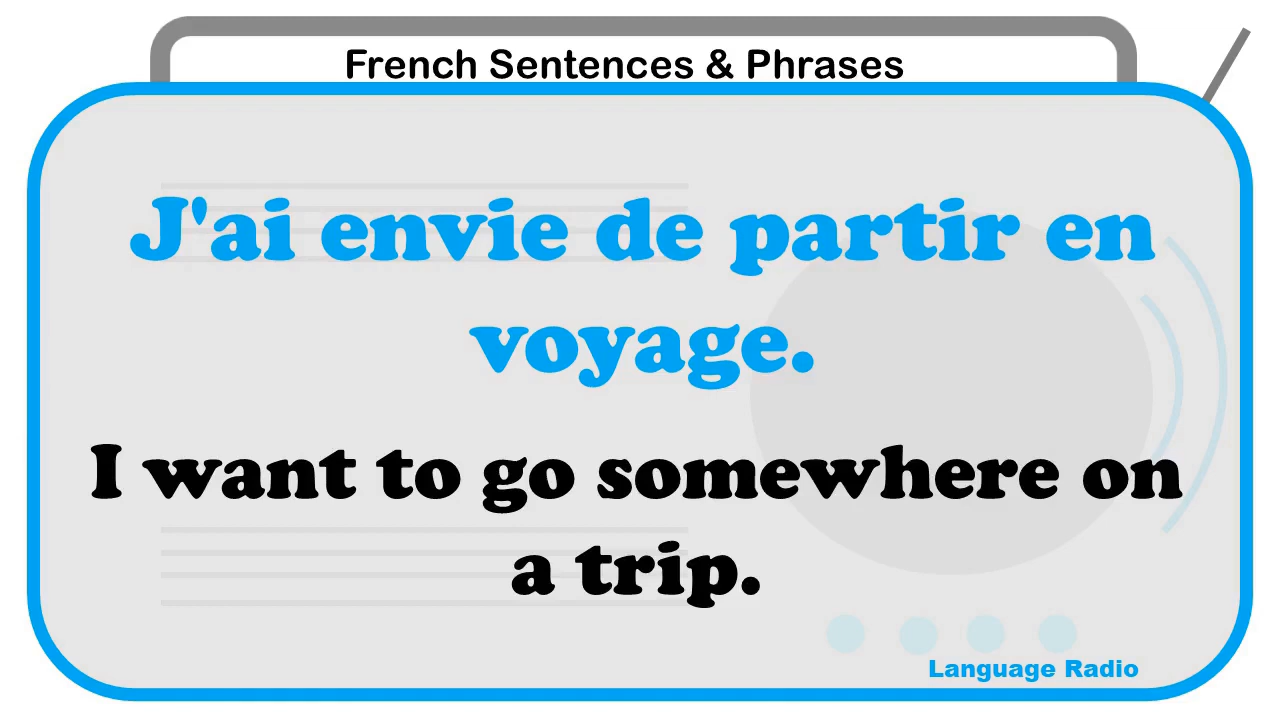 French Sentences & Phrases
J'ai envie de partir en
voyage.
I want to go somewhere on
a trip.
Language Radio